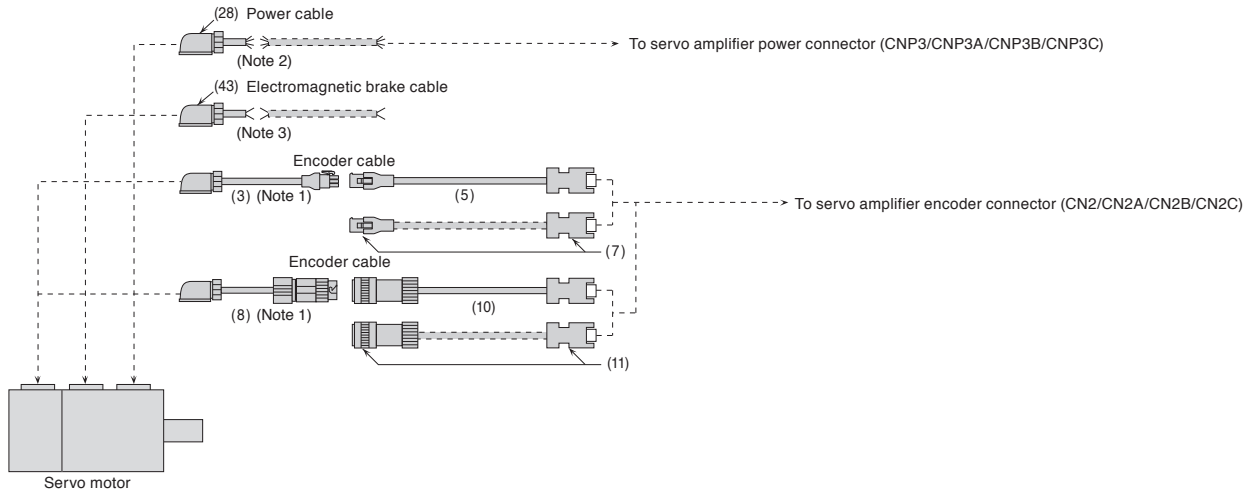 (28) Power cable
To servo amplifier power connector (CNP3/CNP3A/CNP3B/CNP3C)
(Note 2)
(43) Electromagnetic brake cable
(Note 3)
Encoder cable
(3) (Note 1)
(5)
To servo amplifier encoder connector (CN2/CN2A/CN2B/CN2C)
(7)
Encoder cable
(8) (Note 1)
(10)
(11)
Servo motor